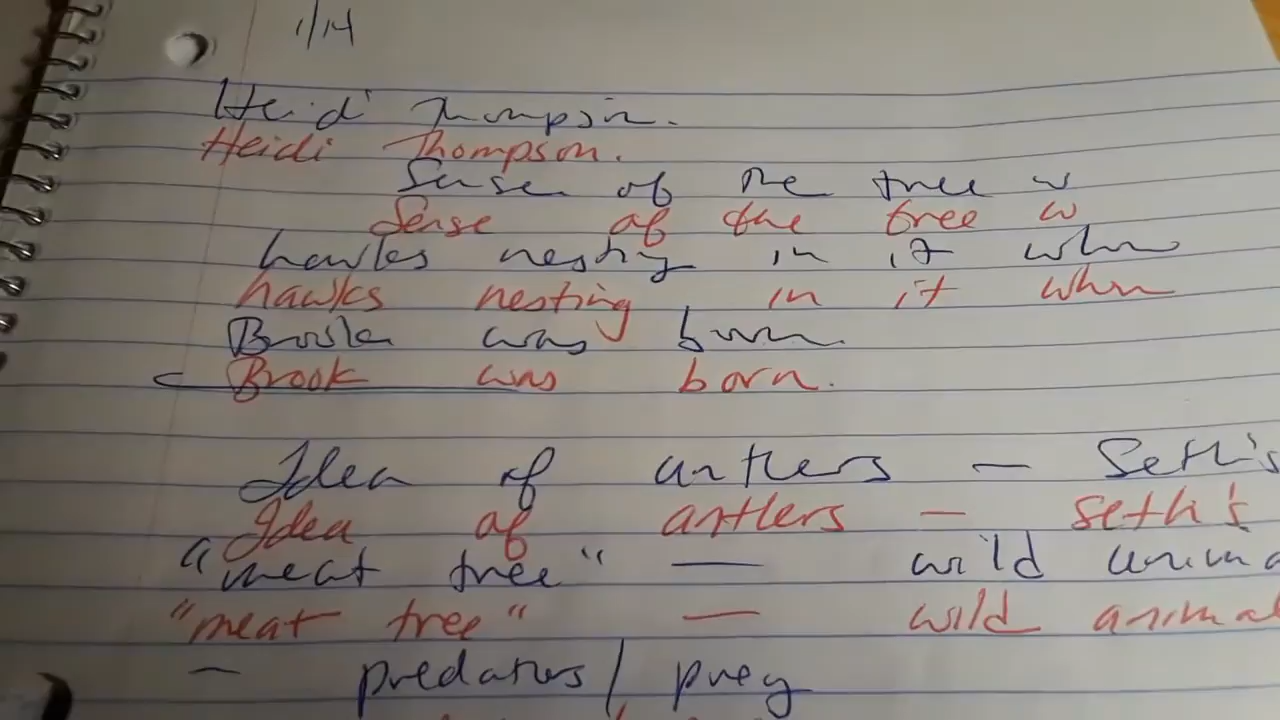 1/14
Heidi Thompson.
Heidi Thompson.
Sense of the tree w
Sense of the tree w
hawks nesting in it when
hawks nesting in it when
Brook was born.
Brook was born.
Idea of antlers — Seth's
Idea of antlers — Seth's
"meat tree" — wild anima
"meat tree" — wild animal
— predators/prey